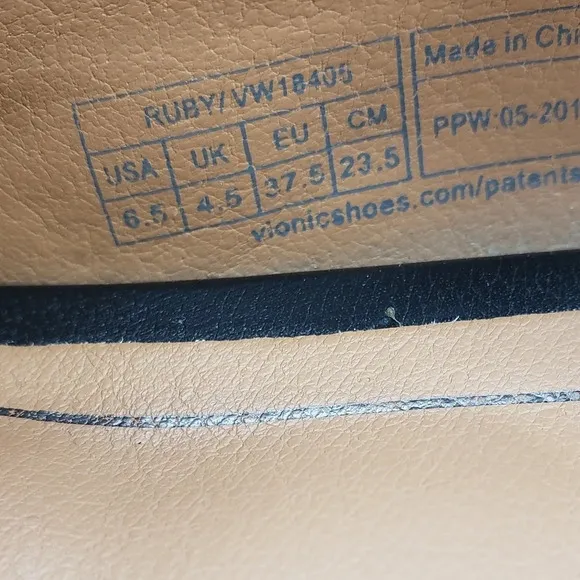 RUBY/VW18400
USA UK EU CM
6.5 4.5 37.5 23.5
Made in Chi
PPW:05-201
vionicshoes.com/patents